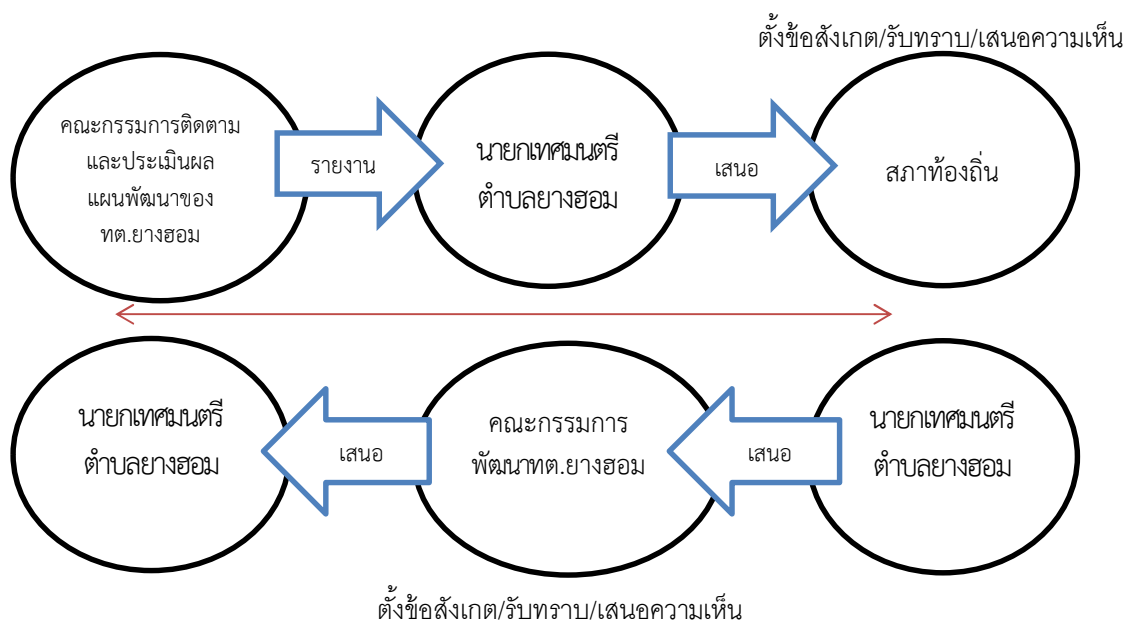 ตั้งข้อสังเกต/รับทราบ/เสนอความเห็น
คณะกรรมการติดตาม
และประเมินผล
แผนพัฒนาของ
ทต.ยางฮอม
รายงาน
นายกเทศมนตรี
ตำบลยางฮอม
เสนอ
สภาท้องถิ่น
นายกเทศมนตรี
ตำบลยางฮอม
เสนอ
คณะกรรมการ
พัฒนาทต.ยางฮอม
เสนอ
นายกเทศมนตรี
ตำบลยางฮอม
ตั้งข้อสังเกต/รับทราบ/เสนอความเห็น